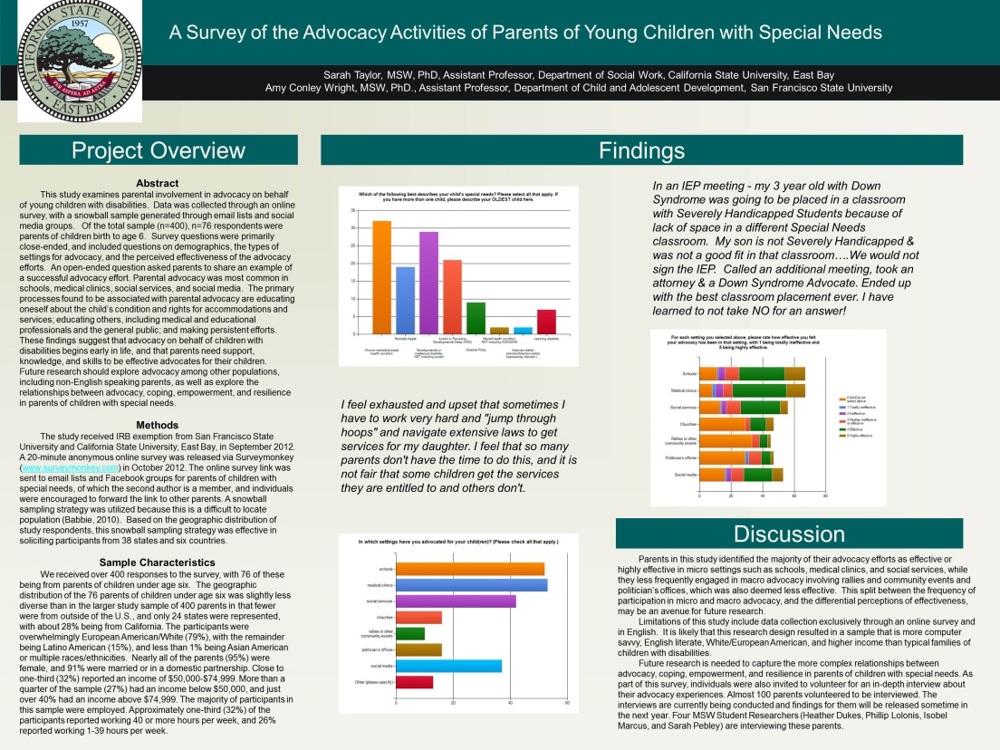 CALIFORNIA STATE UNIVERSITY
1957
PER ASPERA AD ASTRA
EAST BAY
A Survey of the Advocacy Activities of Parents of Young Children with Special Needs
Sarah Taylor, MSW, PhD, Assistant Professor, Department of Social Work, California State University, East Bay
Amy Conley Wright, MSW, PhD., Assistant Professor, Department of Child and Adolescent Development, San Francisco State University
Project Overview
Abstract
This study examines parental involvement in advocacy on behalf
of young children with disabilities. Data was collected through an online
survey, with a snowball sample generated through email lists and social
media groups. Of the total sample (n=400), n=76 respondents were
parents of children birth to age 6. Survey questions were primarily
close-ended, and included questions on demographics, the types of
settings for advocacy, and the perceived effectiveness of the advocacy
efforts. An open-ended question asked parents to share an example of
a successful advocacy effort. Parental advocacy was most common in
schools, medical clinics, social services, and social media. The primary
processes found to be associated with parental advocacy are educating
oneself about the child's condition and rights for accommodations and
services; educating others, including medical and educational
professionals and the general public; and making persistent efforts.
These findings suggest that advocacy on behalf of children with
disabilities begins early in life, and that parents need support,
knowledge, and skills to be effective advocates for their children.
Future research should explore advocacy among other populations,
including non-English speaking parents, as well as explore the
relationships between advocacy, coping, empowerment, and resilience
in parents of children with special needs.
Methods
The study received IRB exemption from San Francisco State
University and California State University, East Bay, in September 2012.
A 20-minute anonymous online survey was released via Surveymonkey
(www.surveymonkey.com) in October 2012. The online survey link was
sent to email lists and Facebook groups for parents of children with
special needs, of which the second author is a member, and individuals
were encouraged to forward the link to other parents. A snowball
sampling strategy was utilized because this is a difficult to locate
population (Babbie, 2010). Based on the geographic distribution of
study respondents, this snowball sampling strategy was effective in
soliciting participants from 38 states and six countries.
Sample Characteristics
We received over 400 responses to the survey, with 76 of these
being from parents of children under age six. The geographic
distribution of the 76 parents of children under age six was slightly less
diverse than in the larger study sample of 400 parents in that fewer
were from outside of the U.S., and only 24 states were represented,
with about 28% being from California. The participants were
overwhelmingly European American/White (79%), with the remainder
being Latino American (15%), and less than 1% being Asian American
or multiple races/ethnicities. Nearly all of the parents (95%) were
female, and 91% were married or in a domestic partnership. Close to
one-third (32%) reported an income of $50,000-$74,999. More than a
quarter of the sample (27%) had an income below $50,000, and just
over 40% had an income above $74,999. The majority of participants in
this sample were employed. Approximately one-third (32%) of the
participants reported working 40 or more hours per week, and 26%
reported working 1-39 hours per week.
Findings
Which of the following best describes your child's special needs? Please select all that apply. If
you have more than one child, please describe your OLDEST child here.
35
30
25
20
15
10
5
0
Chronic medical/physical
health condition
Medically fragile
Developmental or
intellectual disability,
NOT including autism
Autism or Pervasive
Developmental Delay (PDD)
Cerebral Palsy
Mental health condition,
NOT including ADD/ADHD
Attention-deficit
disorder/Attention-deficit
hyperactivity disorder (...
Learning disability
I feel exhausted and upset that sometimes I
have to work very hard and "jump through
hoops" and navigate extensive laws to get
services for my daughter. I feel that so many
parents don't have the time to do this, and it is
not fair that some children get the services
they are entitled to and others don't.
In which settings have you advocated for your child(ren)? (Please check all that apply.)
schools
medical clinics
social services
churches
rallies or other
community events
politician's offices
social media
Other (please specify)
0
20
40
60
In an IEP meeting - my 3 year old with Down
Syndrome was going to be placed in a classroom
with Severely Handicapped Students because of
lack of space in a different Special Needs
classroom. My son is not Severely Handicapped &
was not a good fit in that classroom….We would not
sign the IEP. Called an additional meeting, took an
attorney & a Down Syndrome Advocate. Ended up
with the best classroom placement ever. I have
learned to not take NO for an answer!
For each setting you selected above, please rate how effective you felt
your advocacy has been in that setting, with 1 being totally ineffective and
5 being highly effective.
Schools
Medical clinics
Social services
Churches
Rallies or other
community events
Politician's offices
Social media
0
20
40
60
80
0 NA/Did not
select above
1 Totally ineffective
2 Ineffective
3 Neither ineffective
or effective
4 Effective
5 Highly effective
Discussion
Parents in this study identified the majority of their advocacy efforts as effective or
highly effective in micro settings such as schools, medical clinics, and social services, while
they less frequently engaged in macro advocacy involving rallies and community events and
politician's offices, which was also deemed less effective. This split between the frequency of
participation in micro and macro advocacy, and the differential perceptions of effectiveness,
may be an avenue for future research.
Limitations of this study include data collection exclusively through an online survey and
in English. It is likely that this research design resulted in a sample that is more computer
savvy, English literate, White/European American, and higher income than typical families of
children with disabilities.
Future research is needed to capture the more complex relationships between
advocacy, coping, empowerment, and resilience in parents of children with special needs. As
part of this survey, individuals were also invited to volunteer for an in-depth interview about
their advocacy experiences. Almost 100 parents volunteered to be interviewed. The
interviews are currently being conducted and findings for them will be released sometime in
the next year. Four MSW Student Researchers (Heather Dukes, Phillip Lolonis, Isobel
Marcus, and Sarah Pebley) are interviewing these parents.